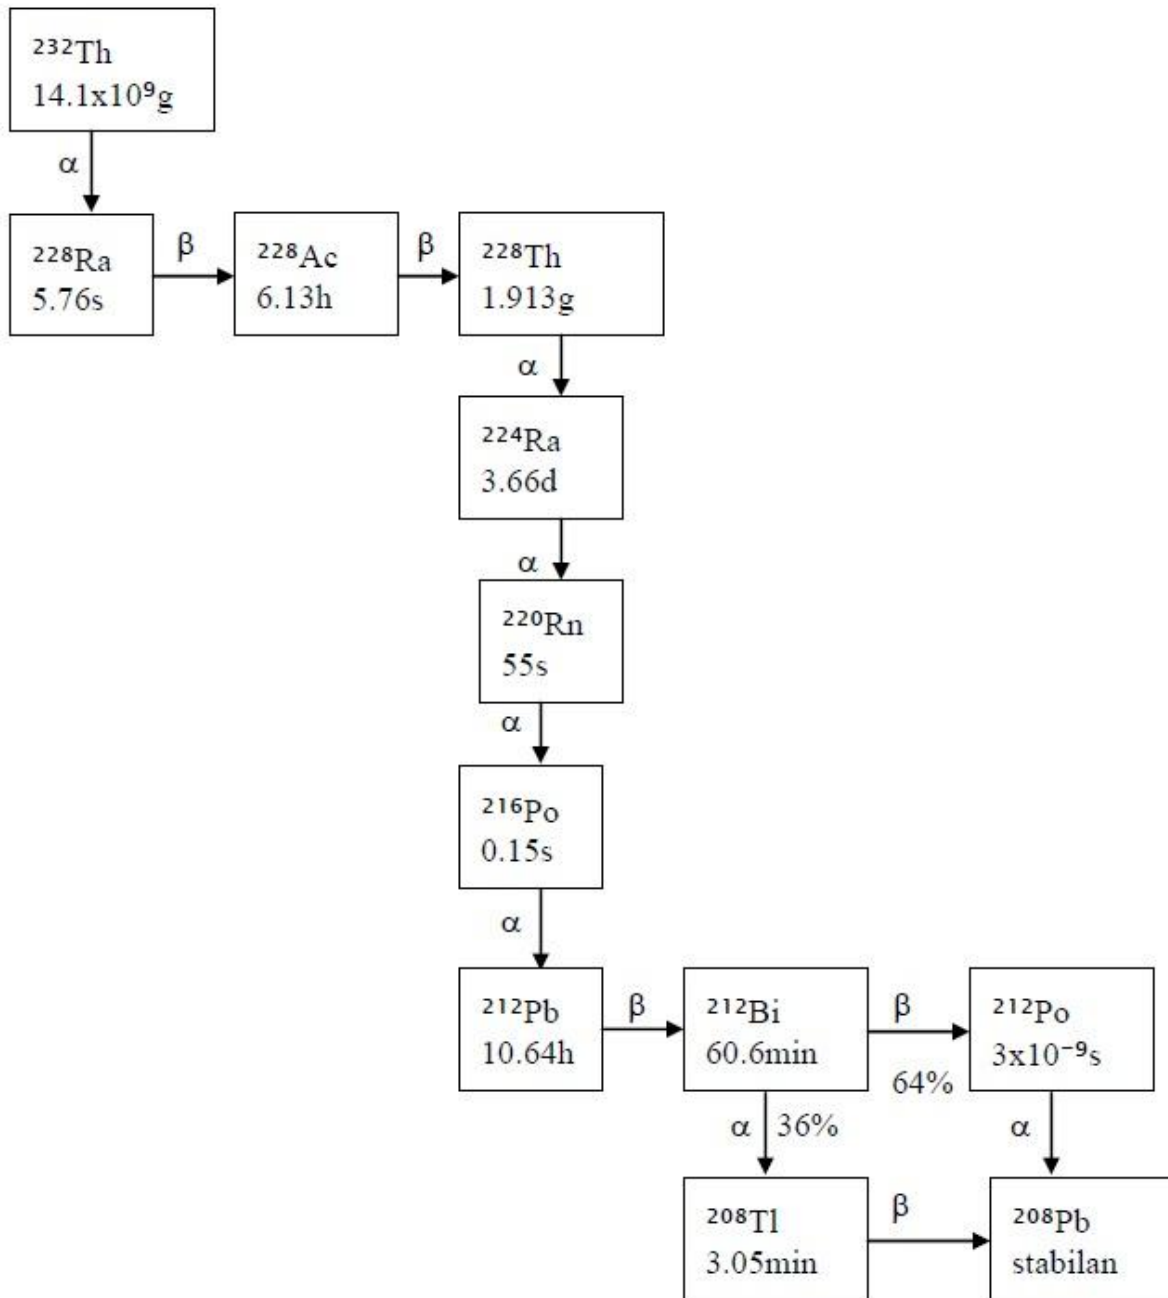 ²³²Th
14.1x10⁹g
α
²²⁸Ra
5.76s
β
²²⁸Ac
6.13h
β
²²⁸Th
1.913g
α
²²⁴Ra
3.66d
α
²²⁰Rn
55s
α
²¹⁶Po
0.15s
α
²¹²Pb
10.64h
β
²¹²Bi
60.6min
β
64%
²¹²Po
3x10⁻⁹s
α 36%
α
²⁰⁸Tl
3.05min
β
²⁰⁸Pb
stabilan